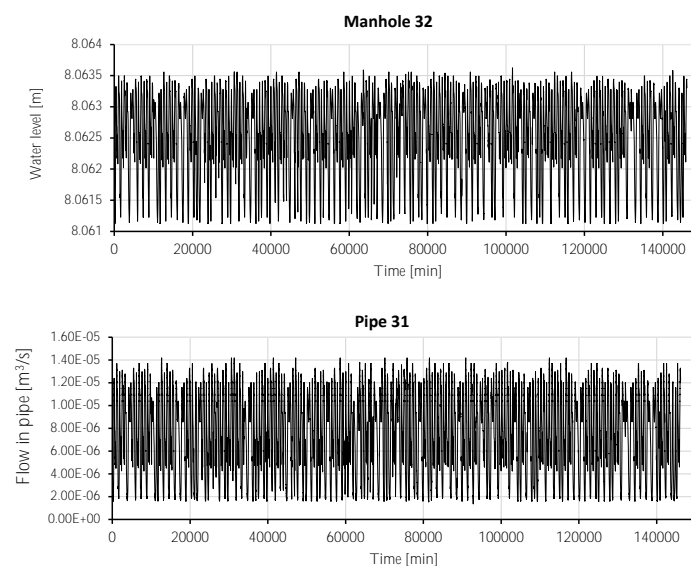 Manhole 32
Water level [m]
8.064
8.0635
8.063
8.0625
8.062
8.0615
8.061
0 20000 40000 60000 80000 100000 120000 140000
Time [min]
Pipe 31
Flow in pipe [m³/s]
1.60E-05
1.40E-05
1.20E-05
1.00E-05
8.00E-06
6.00E-06
4.00E-06
2.00E-06
0.00E+00
0 20000 40000 60000 80000 100000 120000 140000
Time [min]